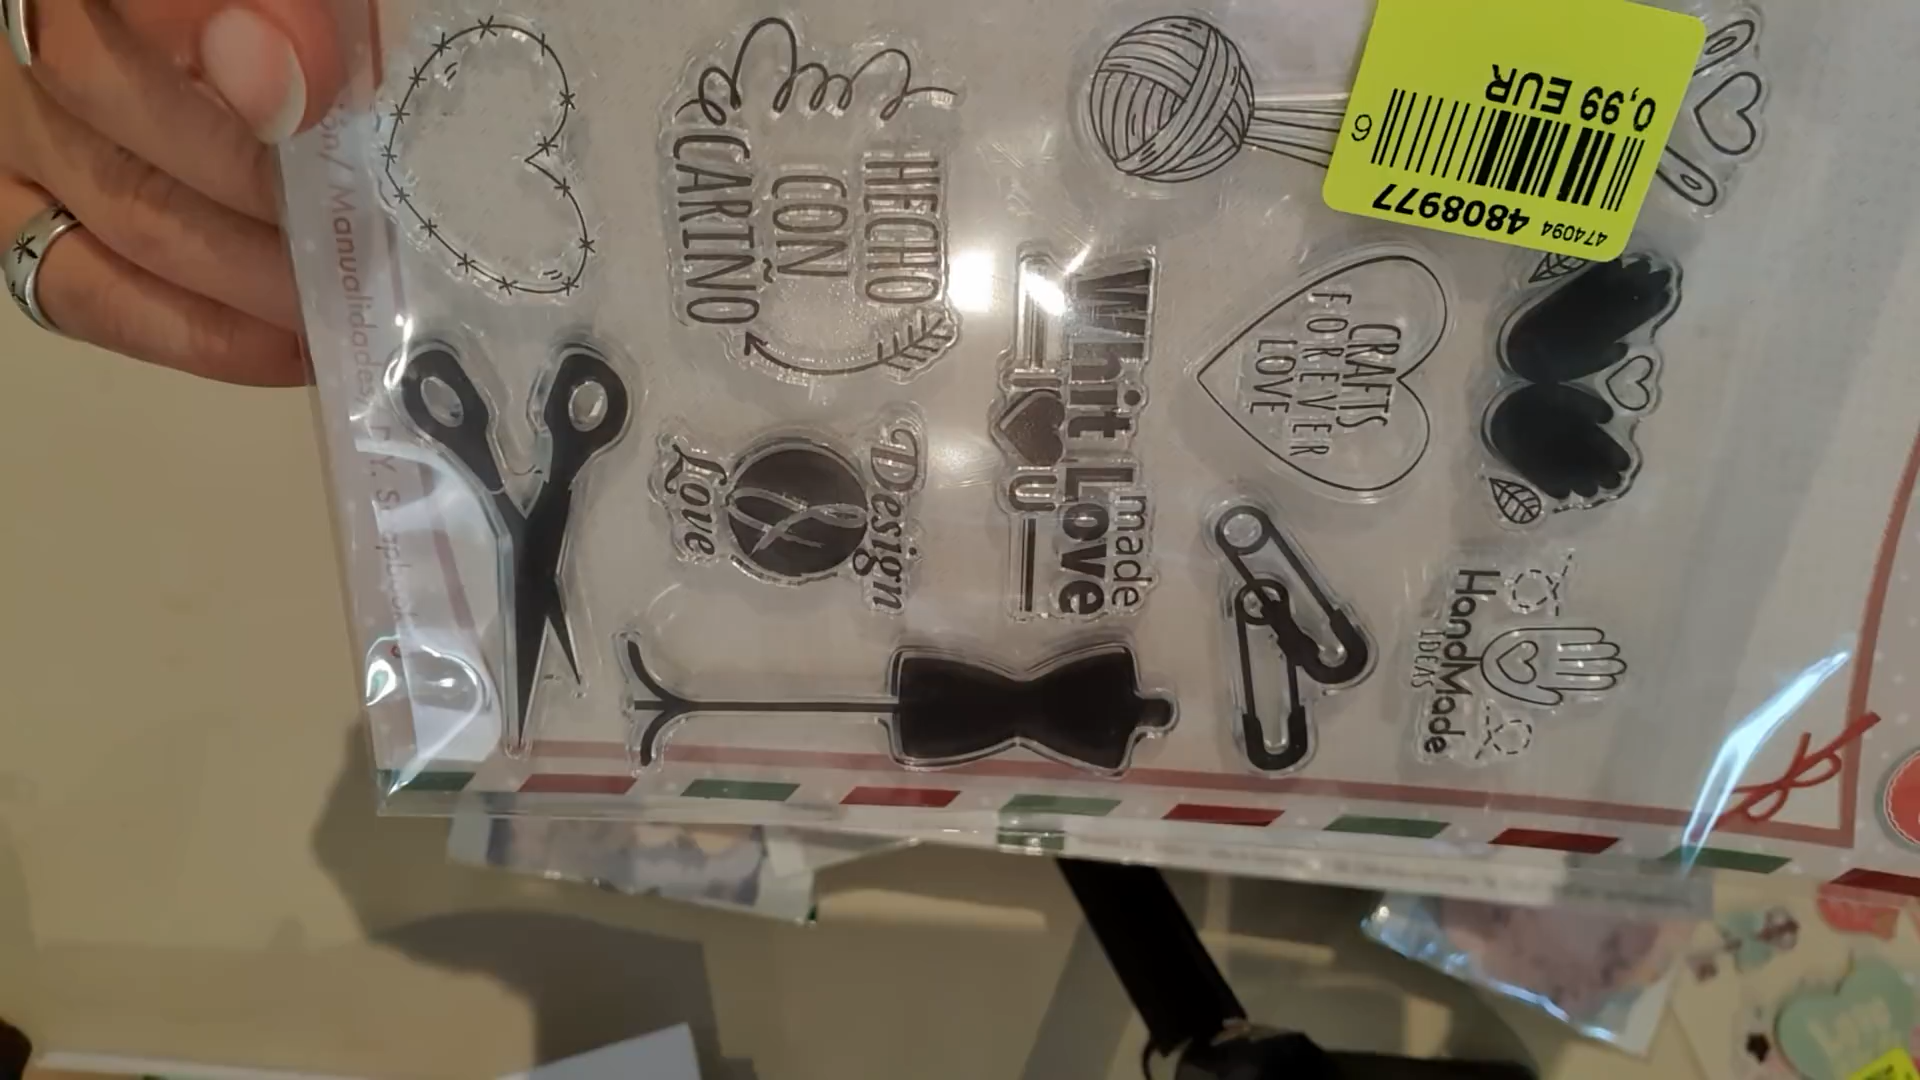 0,99 EUR
6
4808977
474094
HECHO
CON
CARIÑO
made
Whit Love
I U
CRAFTS
FOREVER
LOVE
Design
&
Love
HandMade
IDEAS
Manualidades